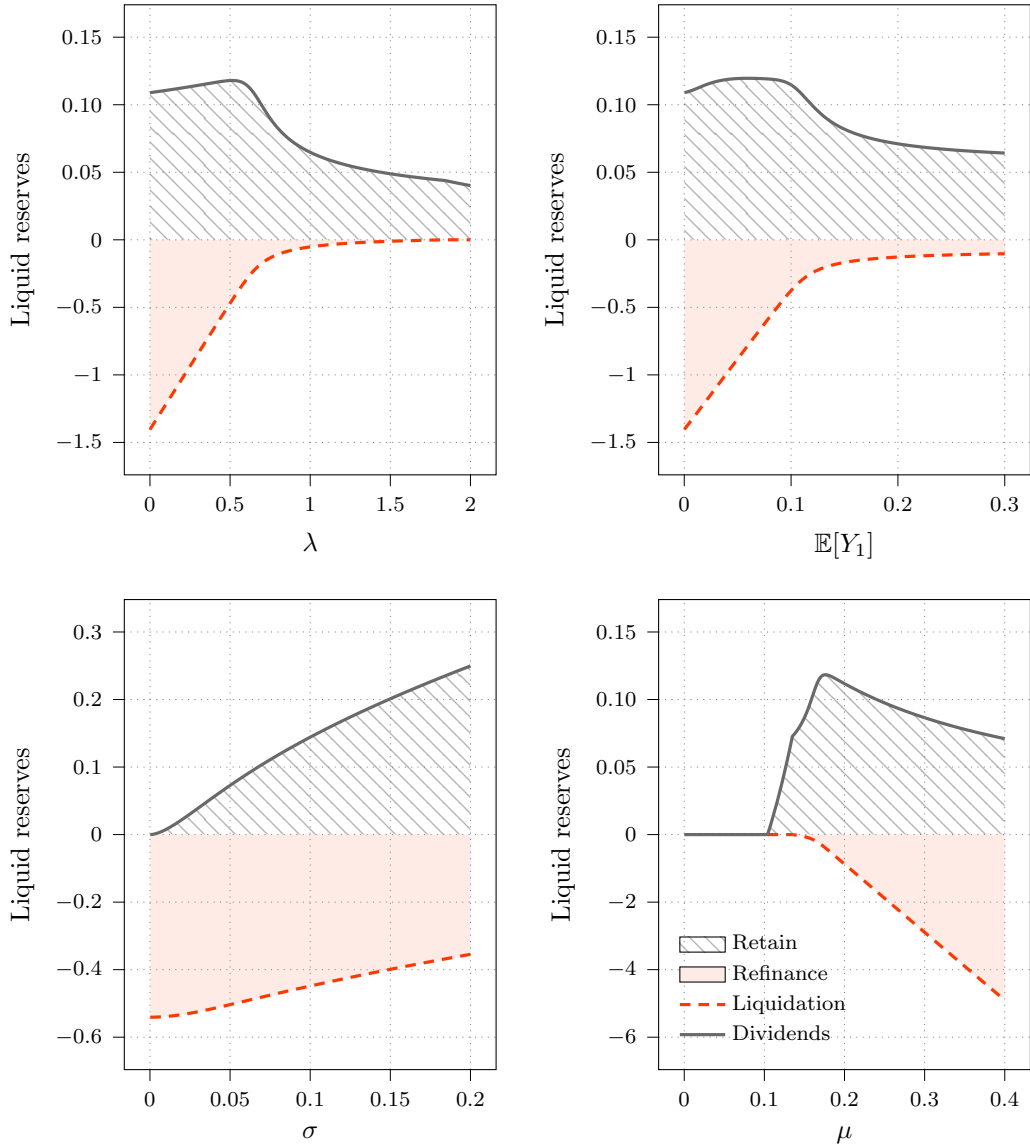 0.15
0.10
0.05
0
−0.5
−1
−1.5
Liquid reserves
0 0.5 1 1.5 2
λ
0.15
0.10
0.05
0
−0.5
−1
−1.5
Liquid reserves
0 0.1 0.2 0.3
𝔼[Y₁]
0.3
0.2
0.1
0
−0.2
−0.4
−0.6
Liquid reserves
0 0.05 0.1 0.15 0.2
σ
0.15
0.10
0.05
0
−2
−4
−6
Liquid reserves
Retain
Refinance
Liquidation
Dividends
0 0.1 0.2 0.3 0.4
μ